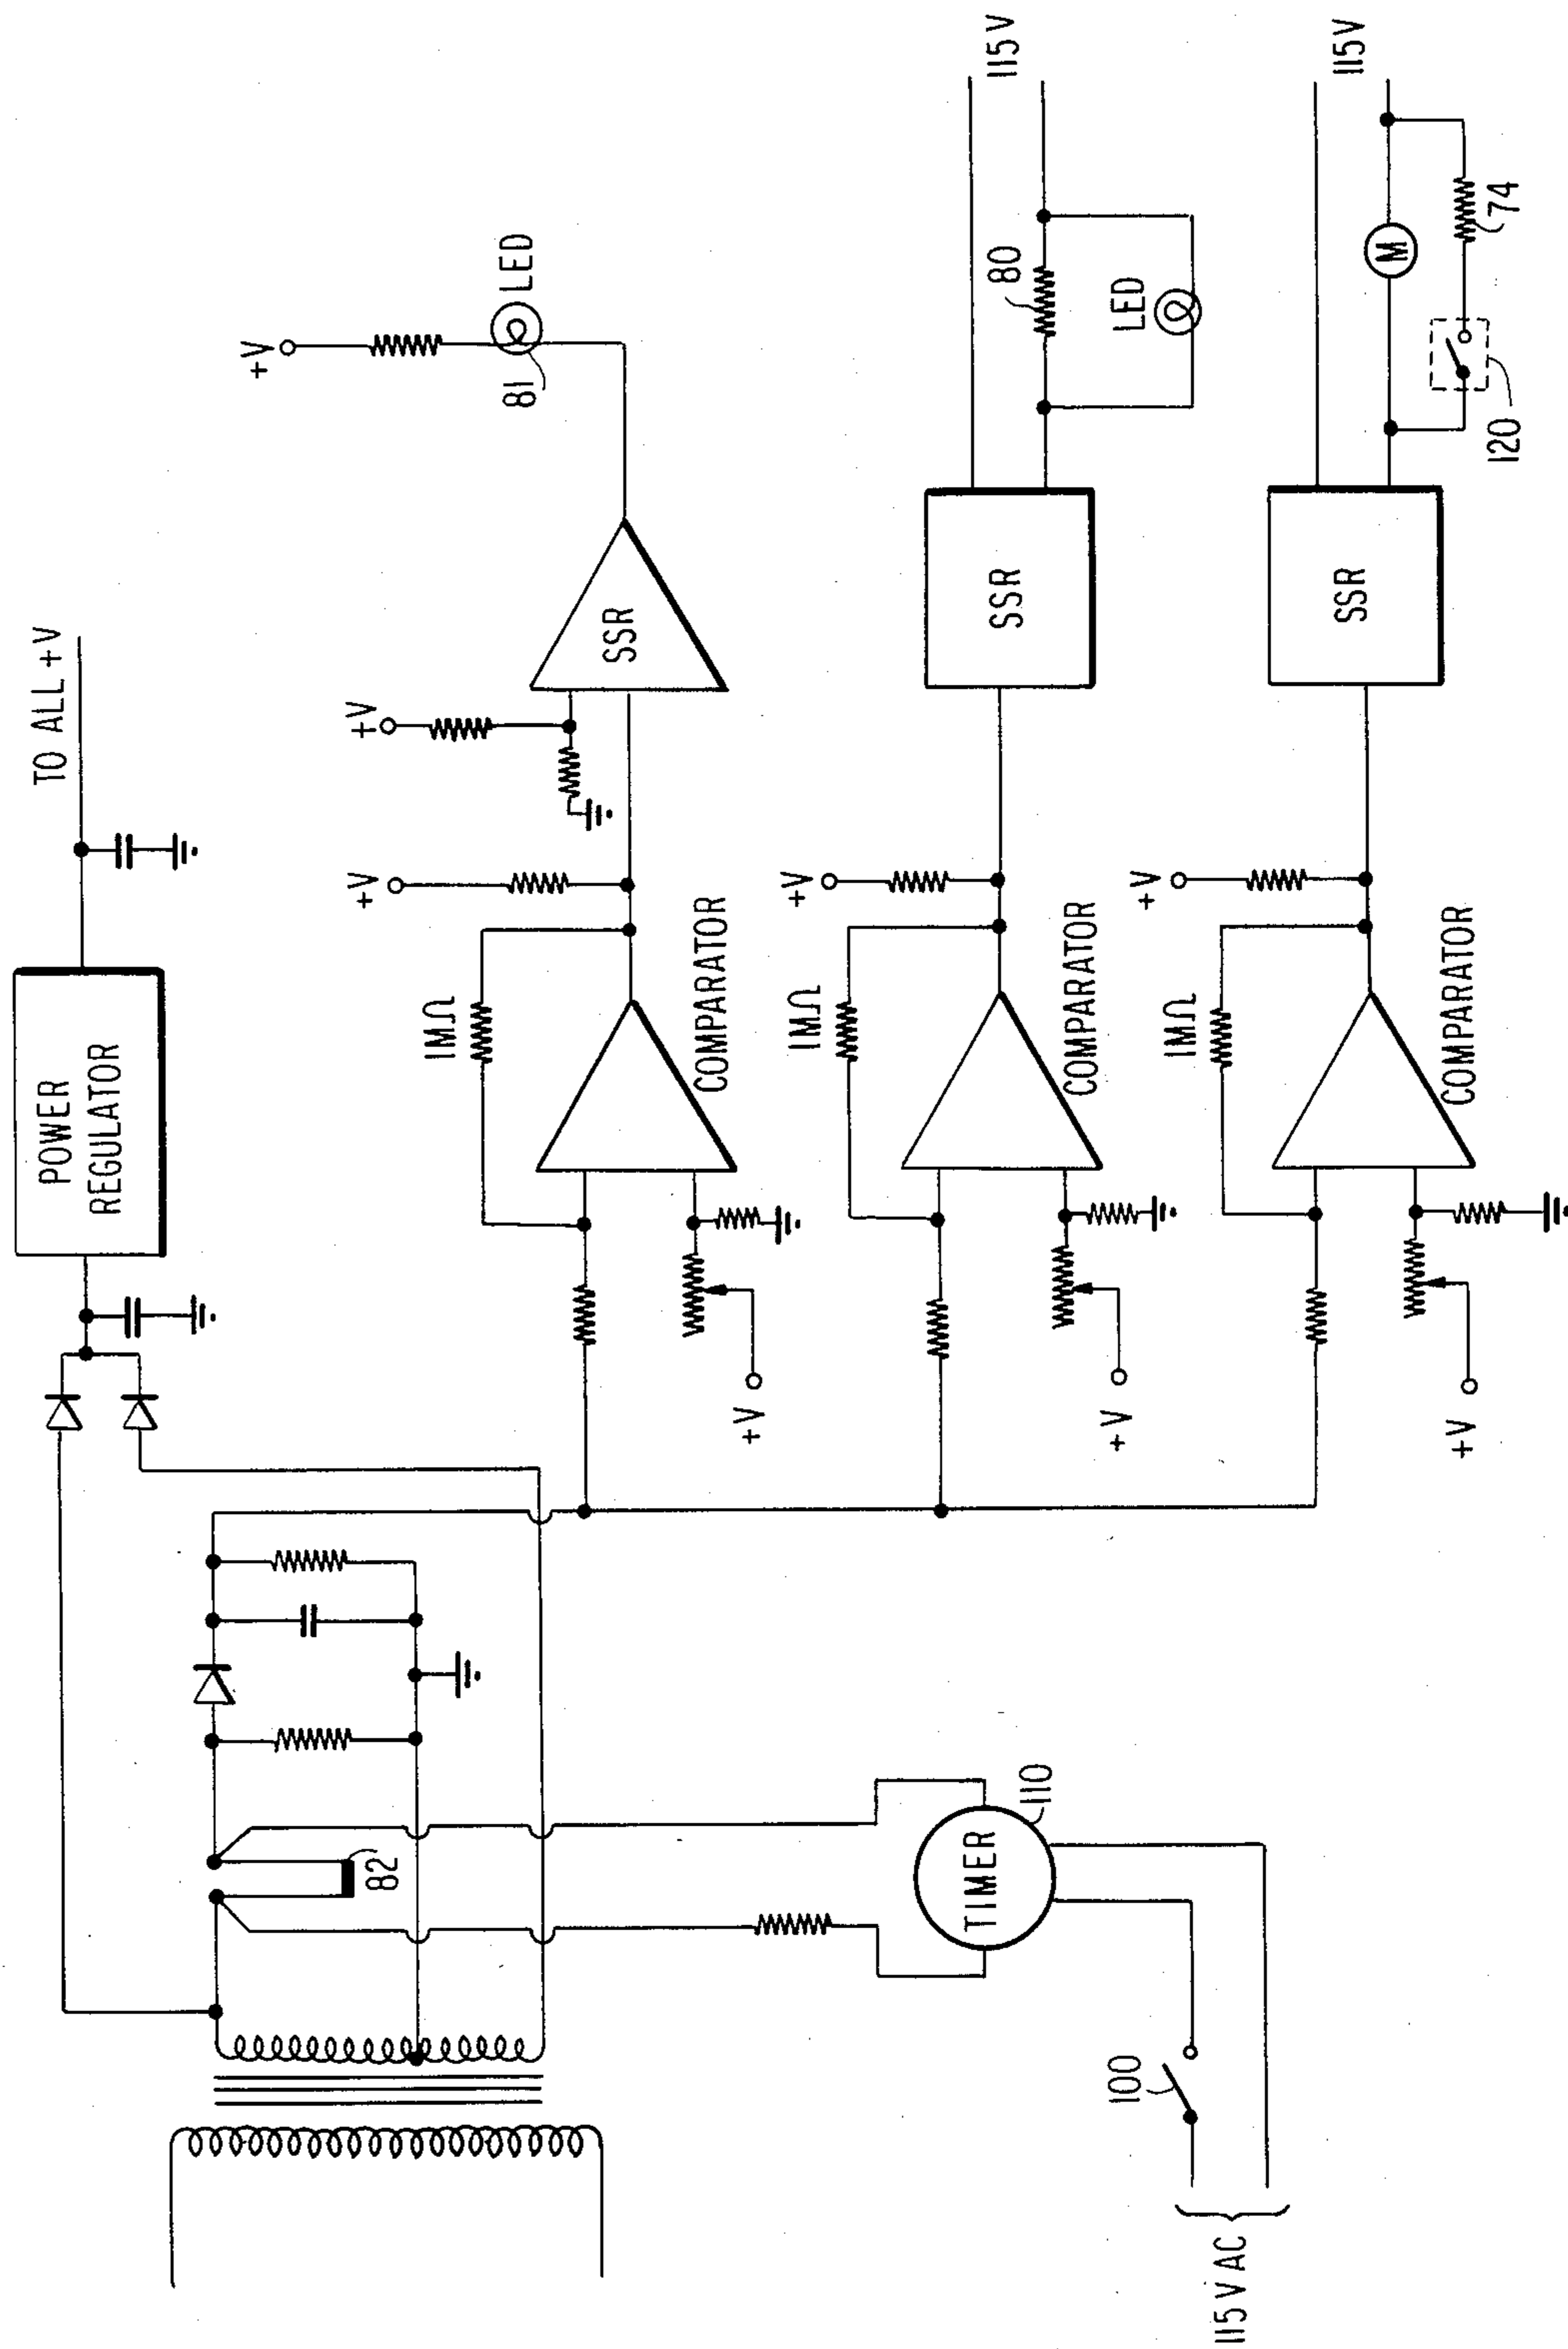 TO ALL +V
POWER
REGULATOR
+V
LED
81
+V
SSR
+V
1MΩ
COMPARATOR
+V
82
115V
80
LED
SSR
+V
1MΩ
COMPARATOR
+V
TIMER
110
100
115V AC
115V
M
74
120
SSR
+V
1MΩ
COMPARATOR
+V